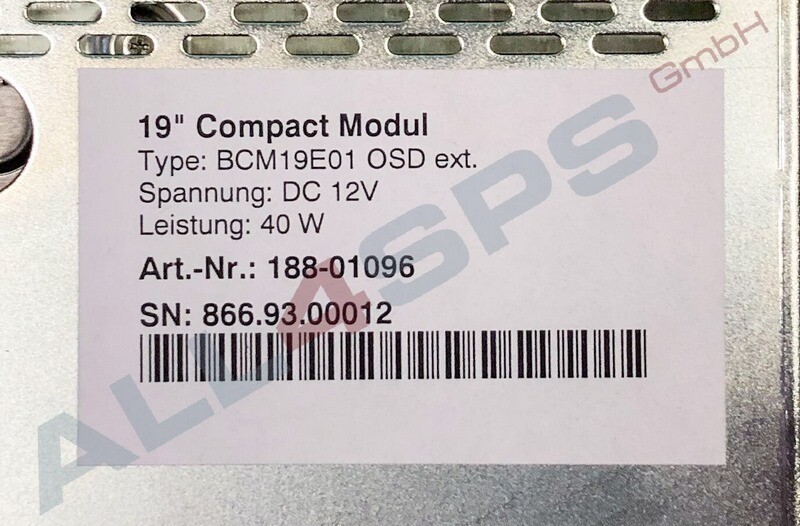 19" Compact Modul
Type: BCM19E01 OSD ext.
Spannung: DC 12V
Leistung: 40 W
Art.-Nr.: 188-01096
SN: 866.93.00012
ALL4SPS GmbH